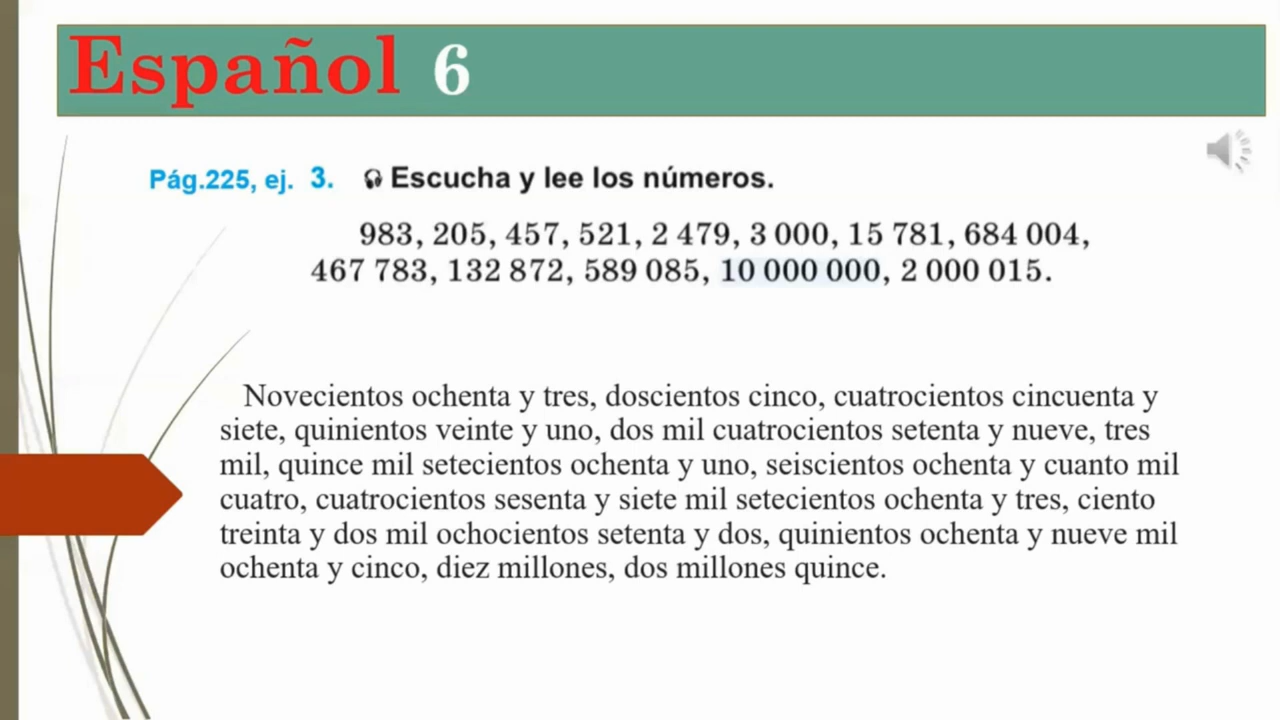 Español 6
Pág.225, ej. 3. Escucha y lee los números.
983, 205, 457, 521, 2 479, 3 000, 15 781, 684 004,
467 783, 132 872, 589 085, 10 000 000, 2 000 015.
Novecientos ochenta y tres, doscientos cinco, cuatrocientos cincuenta y
siete, quinientos veinte y uno, dos mil cuatrocientos setenta y nueve, tres
mil, quince mil setecientos ochenta y uno, seiscientos ochenta y cuanto mil
cuatro, cuatrocientos sesenta y siete mil setecientos ochenta y tres, ciento
treinta y dos mil ochocientos setenta y dos, quinientos ochenta y nueve mil
ochenta y cinco, diez millones, dos millones quince.